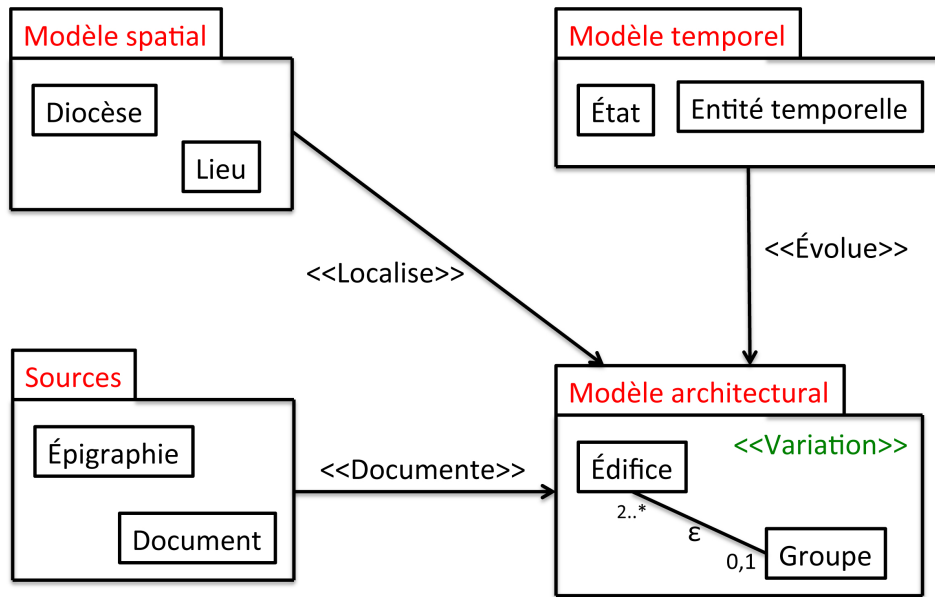 Modèle spatial
Diocèse
Lieu
Modèle temporel
État
Entité temporelle
<<Localise>>
<<Évolue>>
Sources
Épigraphie
Document
<<Documente>>
Modèle architectural
<<Variation>>
Édifice
2..*
ε
0,1
Groupe